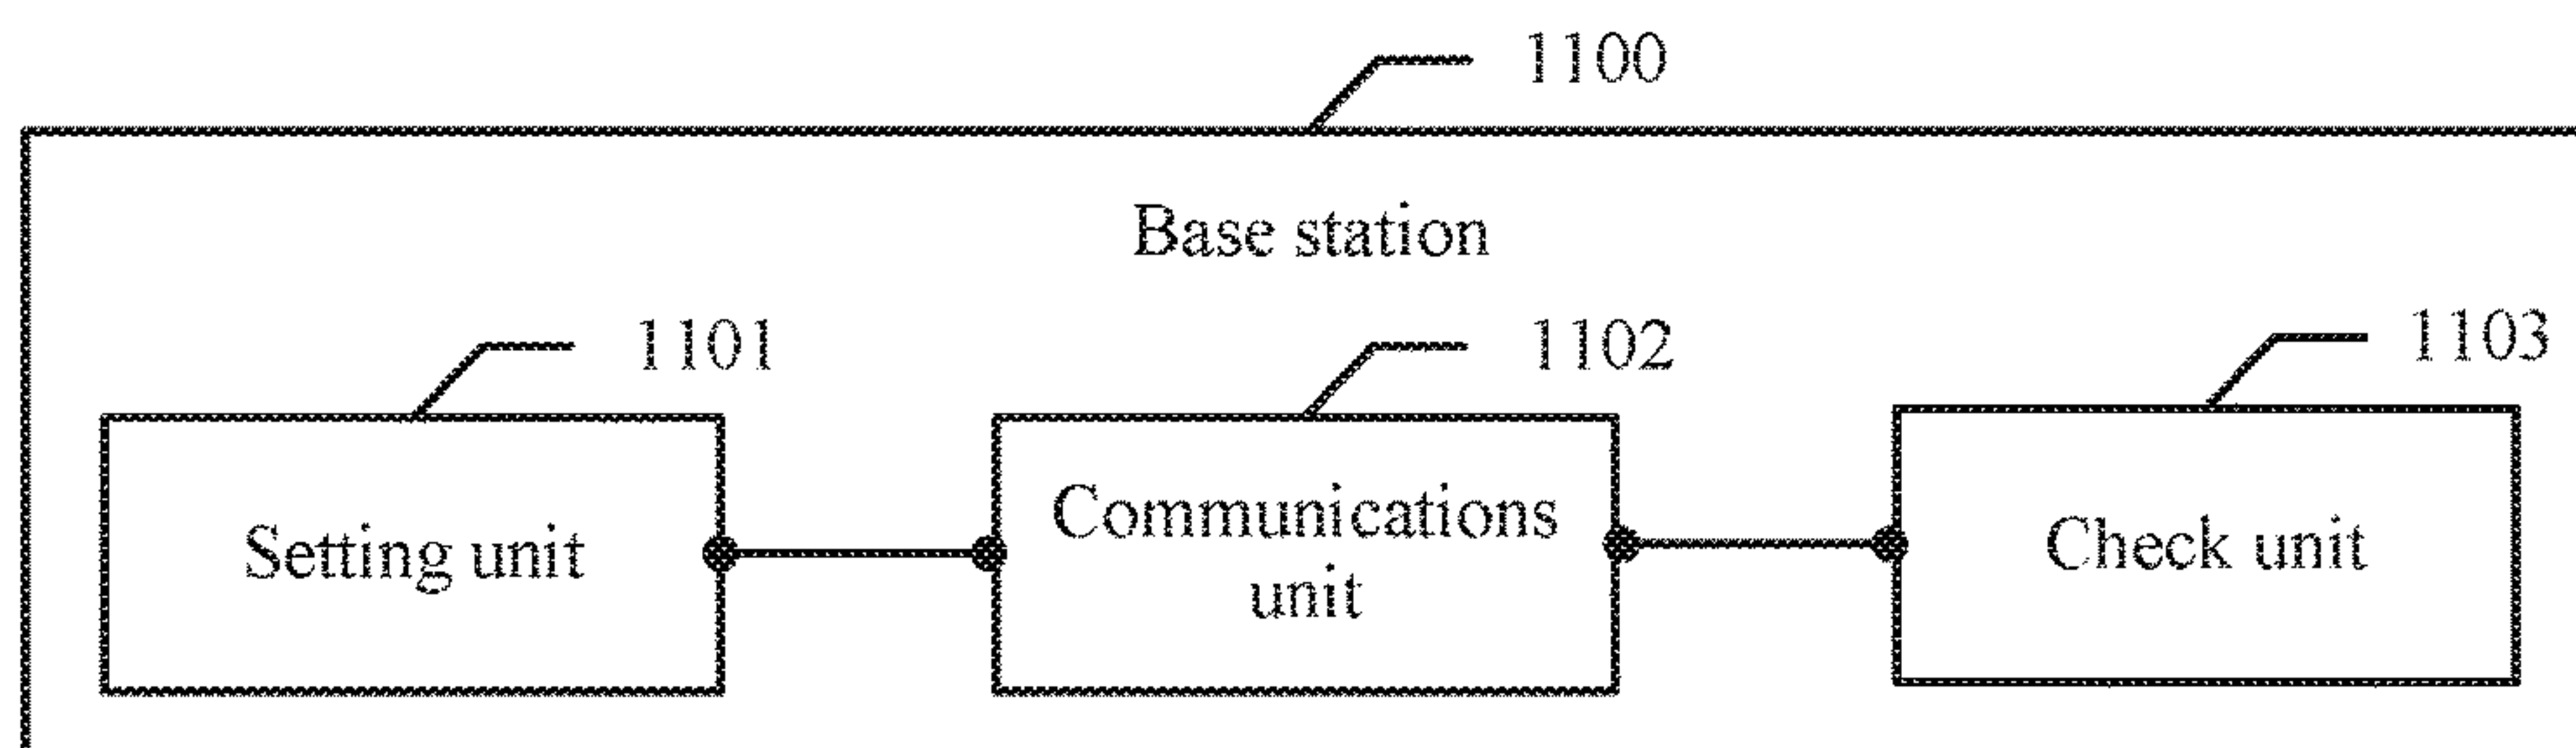 1100
Base station
1101
1102
1103
Setting unit
Communications
unit
Check unit